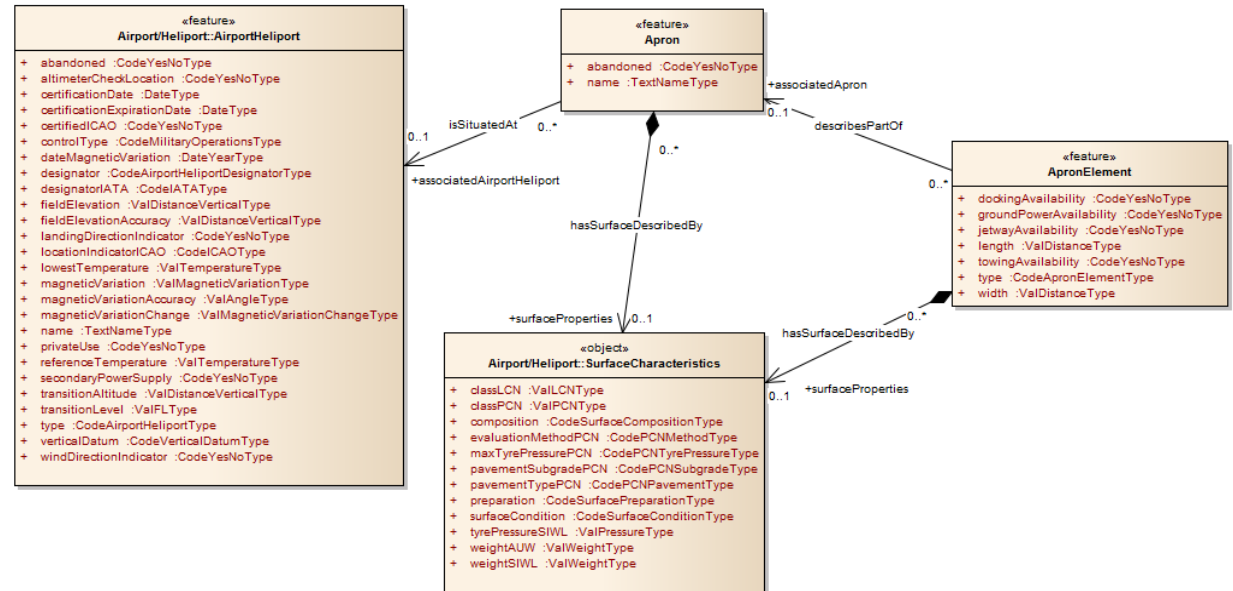 «feature»
Airport/Heliport::AirportHeliport
+ abandoned :CodeYesNoType
+ altimeterCheckLocation :CodeYesNoType
+ certificationDate :DateType
+ certificationExpirationDate :DateType
+ certifiedICAO :CodeYesNoType
+ controlType :CodeMilitaryOperationsType
+ dateMagneticVariation :DateYearType
+ designator :CodeAirportHeliportDesignatorType
+ designatorIATA :CodeIATAType
+ fieldElevation :ValDistanceVerticalType
+ fieldElevationAccuracy :ValDistanceVerticalType
+ landingDirectionIndicator :CodeYesNoType
+ locationIndicatorICAO :CodeICAOType
+ lowestTemperature :ValTemperatureType
+ magneticVariation :ValMagneticVariationType
+ magneticVariationAccuracy :ValAngleType
+ magneticVariationChange :ValMagneticVariationChangeType
+ name :TextNameType
+ privateUse :CodeYesNoType
+ referenceTemperature :ValTemperatureType
+ secondaryPowerSupply :CodeYesNoType
+ transitionAltitude :ValDistanceVerticalType
+ transitionLevel :ValFLType
+ type :CodeAirportHeliportType
+ verticalDatum :CodeVerticalDatumType
+ windDirectionIndicator :CodeYesNoType
«feature»
Apron
+ abandoned :CodeYesNoType
+ name :TextNameType
+associatedApron
0..1
describesPartOf
0..*
isSituatedAt
0..*
0..1
+associatedAirportHeliport
0..*
hasSurfaceDescribedBy
+surfaceProperties
0..1
«feature»
ApronElement
+ dockingAvailability :CodeYesNoType
+ groundPowerAvailability :CodeYesNoType
+ jetwayAvailability :CodeYesNoType
+ length :ValDistanceType
+ towingAvailability :CodeYesNoType
+ type :CodeApronElementType
+ width :ValDistanceType
0..*
hasSurfaceDescribedBy
+surfaceProperties
0..1
«object»
Airport/Heliport::SurfaceCharacteristics
+ classLCN :ValLCNType
+ classPCN :ValPCNType
+ composition :CodeSurfaceCompositionType
+ evaluationMethodPCN :CodePCNMethodType
+ maxTyrePressurePCN :CodePCNTyrePressureType
+ pavementSubgradePCN :CodePCNSubgradeType
+ pavementTypePCN :CodePCNPavementType
+ preparation :CodeSurfacePreparationType
+ surfaceCondition :CodeSurfaceConditionType
+ tyrePressureSIWL :ValPressureType
+ weightAUW :ValWeightType
+ weightSIWL :ValWeightType